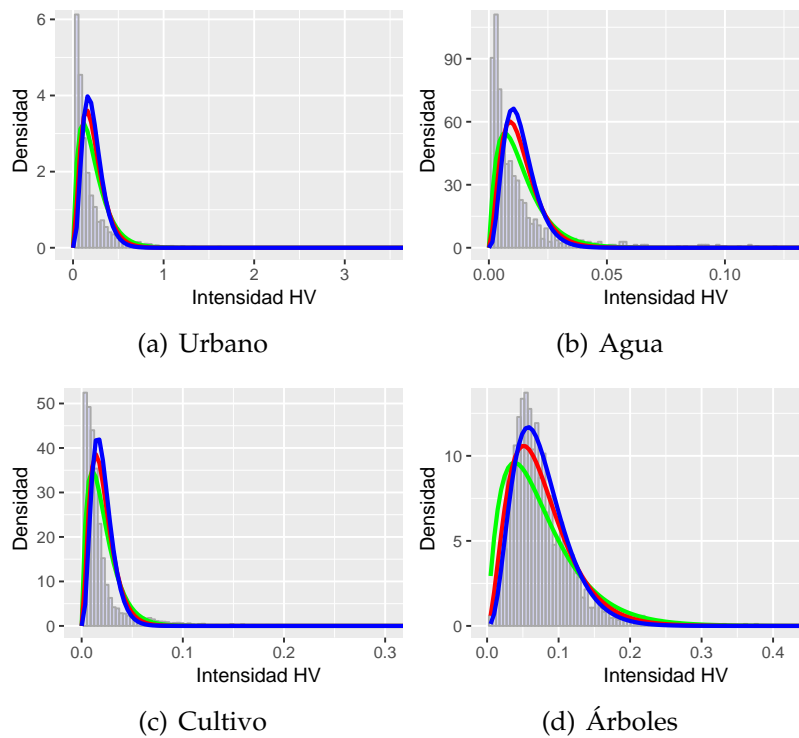 Densidad
6
4
2
0
0 1 2 3
Intensidad HV
(a) Urbano
Densidad
90
60
30
0
0.00 0.05 0.10
Intensidad HV
(b) Agua
Densidad
50
40
30
20
10
0
0.0 0.1 0.2 0.3
Intensidad HV
(c) Cultivo
Densidad
10
5
0
0.0 0.1 0.2 0.3 0.4
Intensidad HV
(d) Árboles